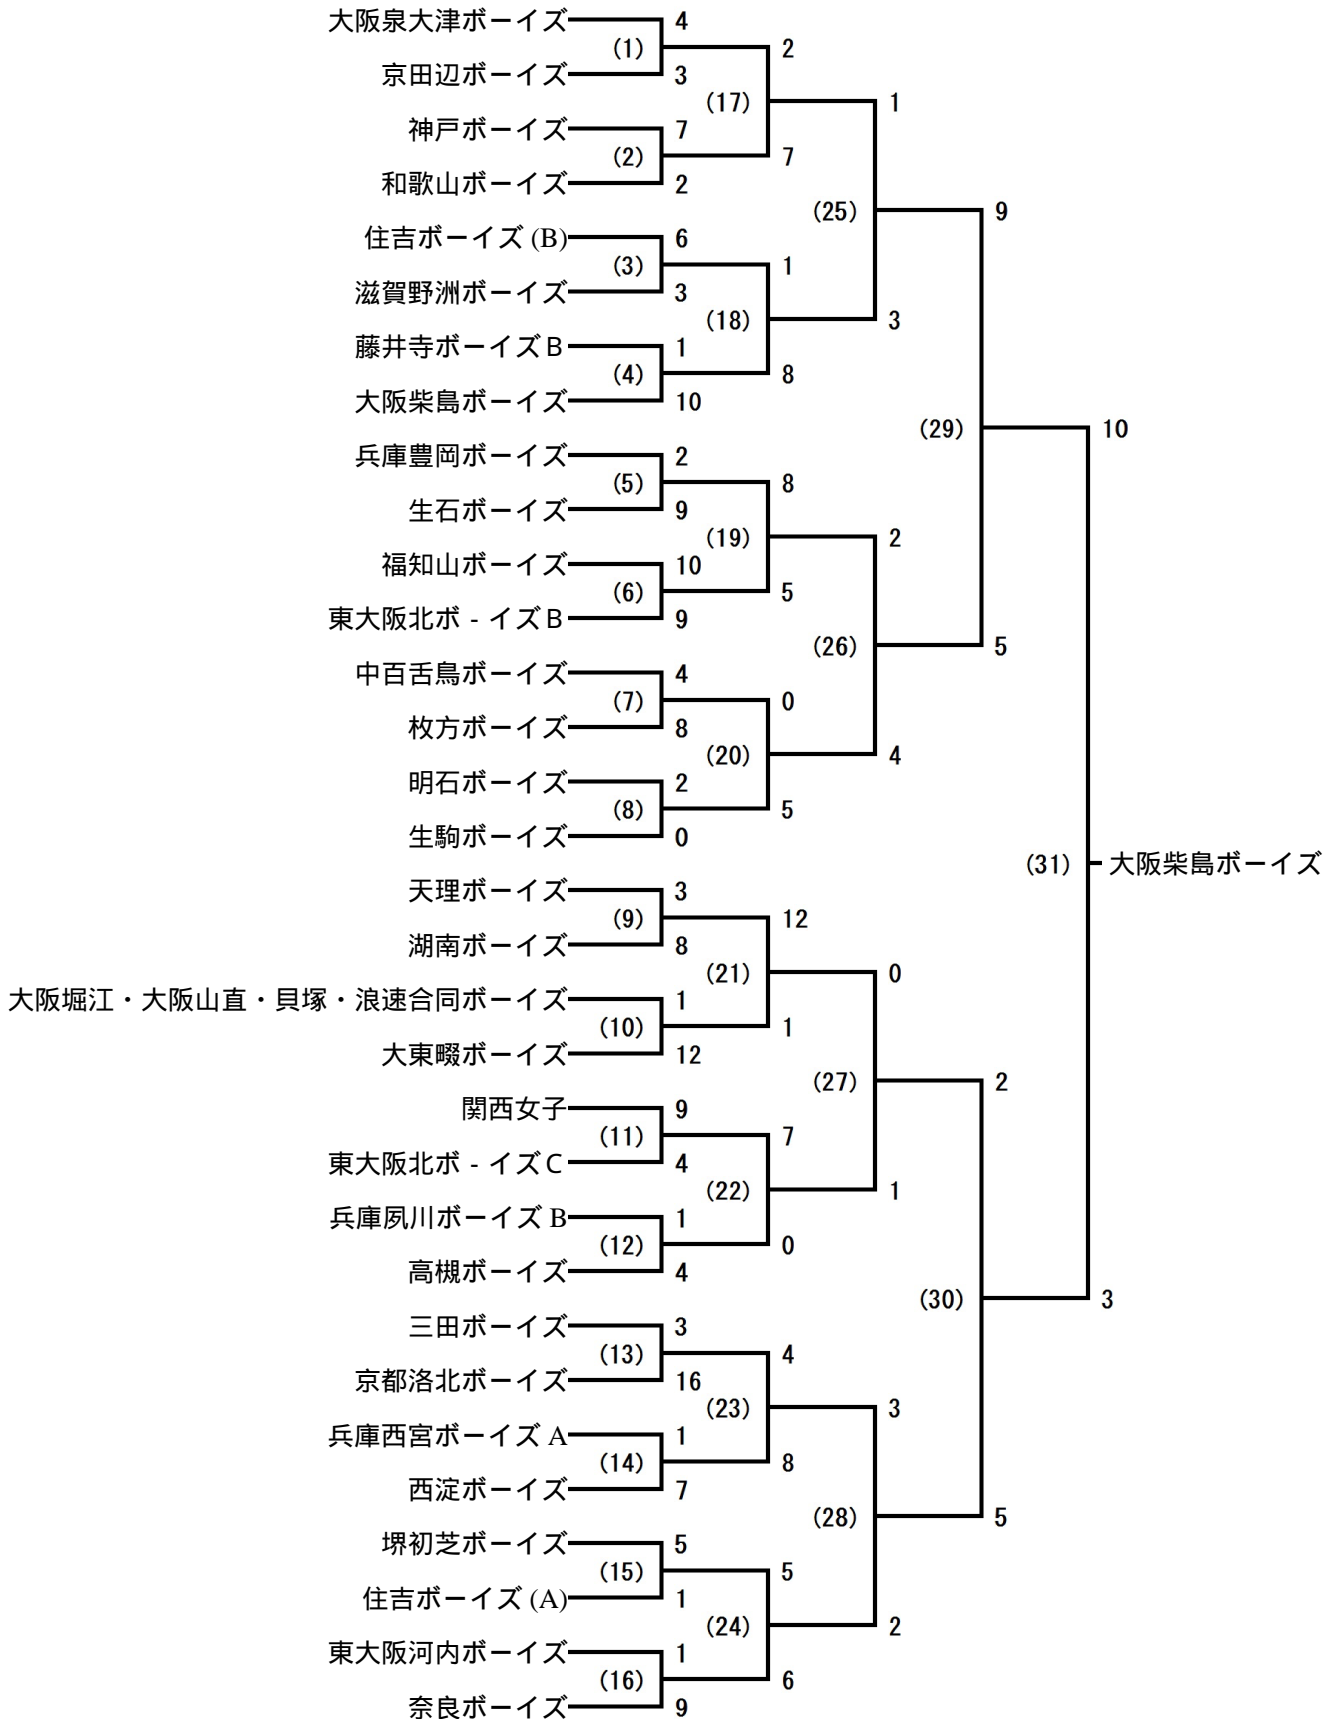 大阪泉大津ボーイズ 4
(1) 2
京田辺ボーイズ 3
(17) 1
神戸ボーイズ 7
(2) 7
和歌山ボーイズ 2
(25) 9
住吉ボーイズ (B) 6
(3) 1
滋賀野洲ボーイズ 3
(18) 3
藤井寺ボーイズB 1
(4) 8
大阪柴島ボーイズ 10
(29) 10
兵庫豊岡ボーイズ 2
(5) 8
生石ボーイズ 9
(19) 2
福知山ボーイズ 10
(6) 5
東大阪北ボ - イズB 9
(26) 5
中百舌鳥ボーイズ 4
(7) 0
枚方ボーイズ 8
(20) 4
明石ボーイズ 2
(8) 5
生駒ボーイズ 0
(31) 大阪柴島ボーイズ
天理ボーイズ 3
(9) 12
湖南ボーイズ 8
(21) 0
大阪堀江・大阪山直・貝塚・浪速合同ボーイズ 1
(10) 1
大東畷ボーイズ 12
(27) 2
関西女子 9
(11) 7
東大阪北ボ - イズC 4
(22) 1
兵庫夙川ボーイズ B 1
(12) 0
高槻ボーイズ 4
(30) 3
三田ボーイズ 3
(13) 4
京都洛北ボーイズ 16
(23) 3
兵庫西宮ボーイズ A 1
(14) 8
西淀ボーイズ 7
(28) 5
堺初芝ボーイズ 5
(15) 5
住吉ボーイズ (A) 1
(24) 2
東大阪河内ボーイズ 1
(16) 6
奈良ボーイズ 9